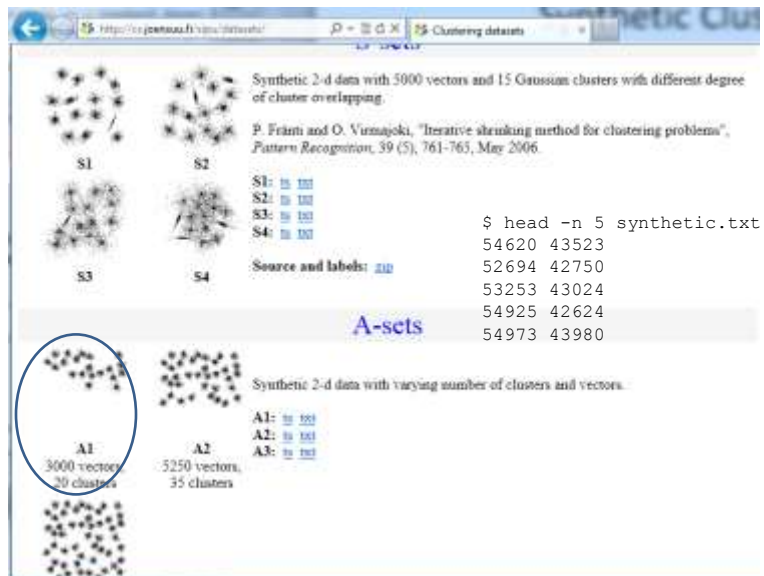 Synthetic Clus
Clustering datasets
S-sets
Synthetic 2-d data with 5000 vectors and 15 Gaussian clusters with different degree
of cluster overlapping.
P. Fränti and O. Virmajoki, "Iterative shrinking method for clustering problems",
Pattern Recognition, 39 (5), 761-765, May 2006.
S1
S2
S1: ts txt
S2: ts txt
S3: ts txt
S4: ts txt
Source and labels: zip
S3
S4
$ head -n 5 synthetic.txt
54620 43523
52694 42750
53253 43024
54925 42624
54973 43980
A-sets
Synthetic 2-d data with varying number of clusters and vectors.
A1: ts txt
A2: ts txt
A3: ts txt
A1
3000 vectors,
20 clusters
A2
5250 vectors,
35 clusters